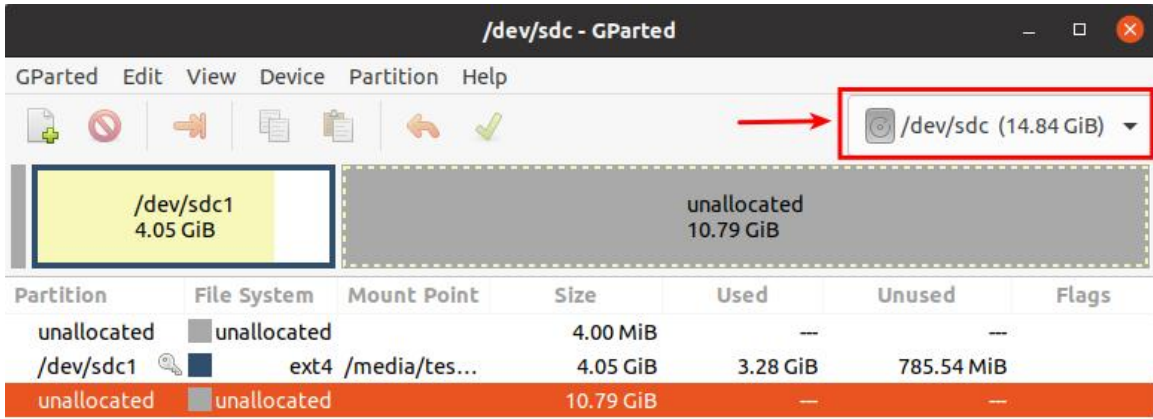 /dev/sdc - GParted
GParted Edit View Device Partition Help
/dev/sdc (14.84 GiB)
/dev/sdc1
4.05 GiB
unallocated
10.79 GiB
Partition File System Mount Point Size Used Unused Flags
unallocated unallocated 4.00 MiB --- ---
/dev/sdc1 ext4 /media/tes... 4.05 GiB 3.28 GiB 785.54 MiB
unallocated unallocated 10.79 GiB --- ---